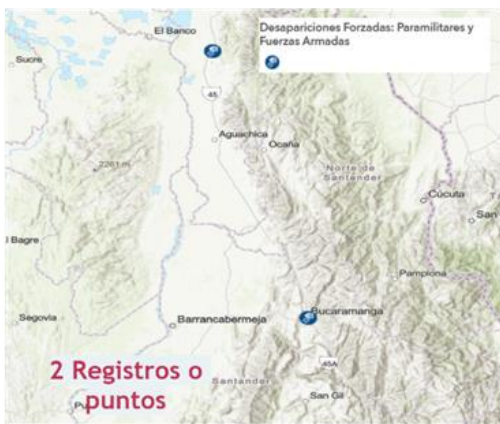 Desapariciones Forzadas: Paramilitares y
Fuerzas Armadas
El Banco
Sucre
45
Aguachica
Ocaña
2261 m
Norte de
Santander
Cúcuta
San
l Bagre
Pamplona
Segovia
Barrancabermeja
Bucaramanga
2 Registros o
puntos
45A
Santander
San Gil